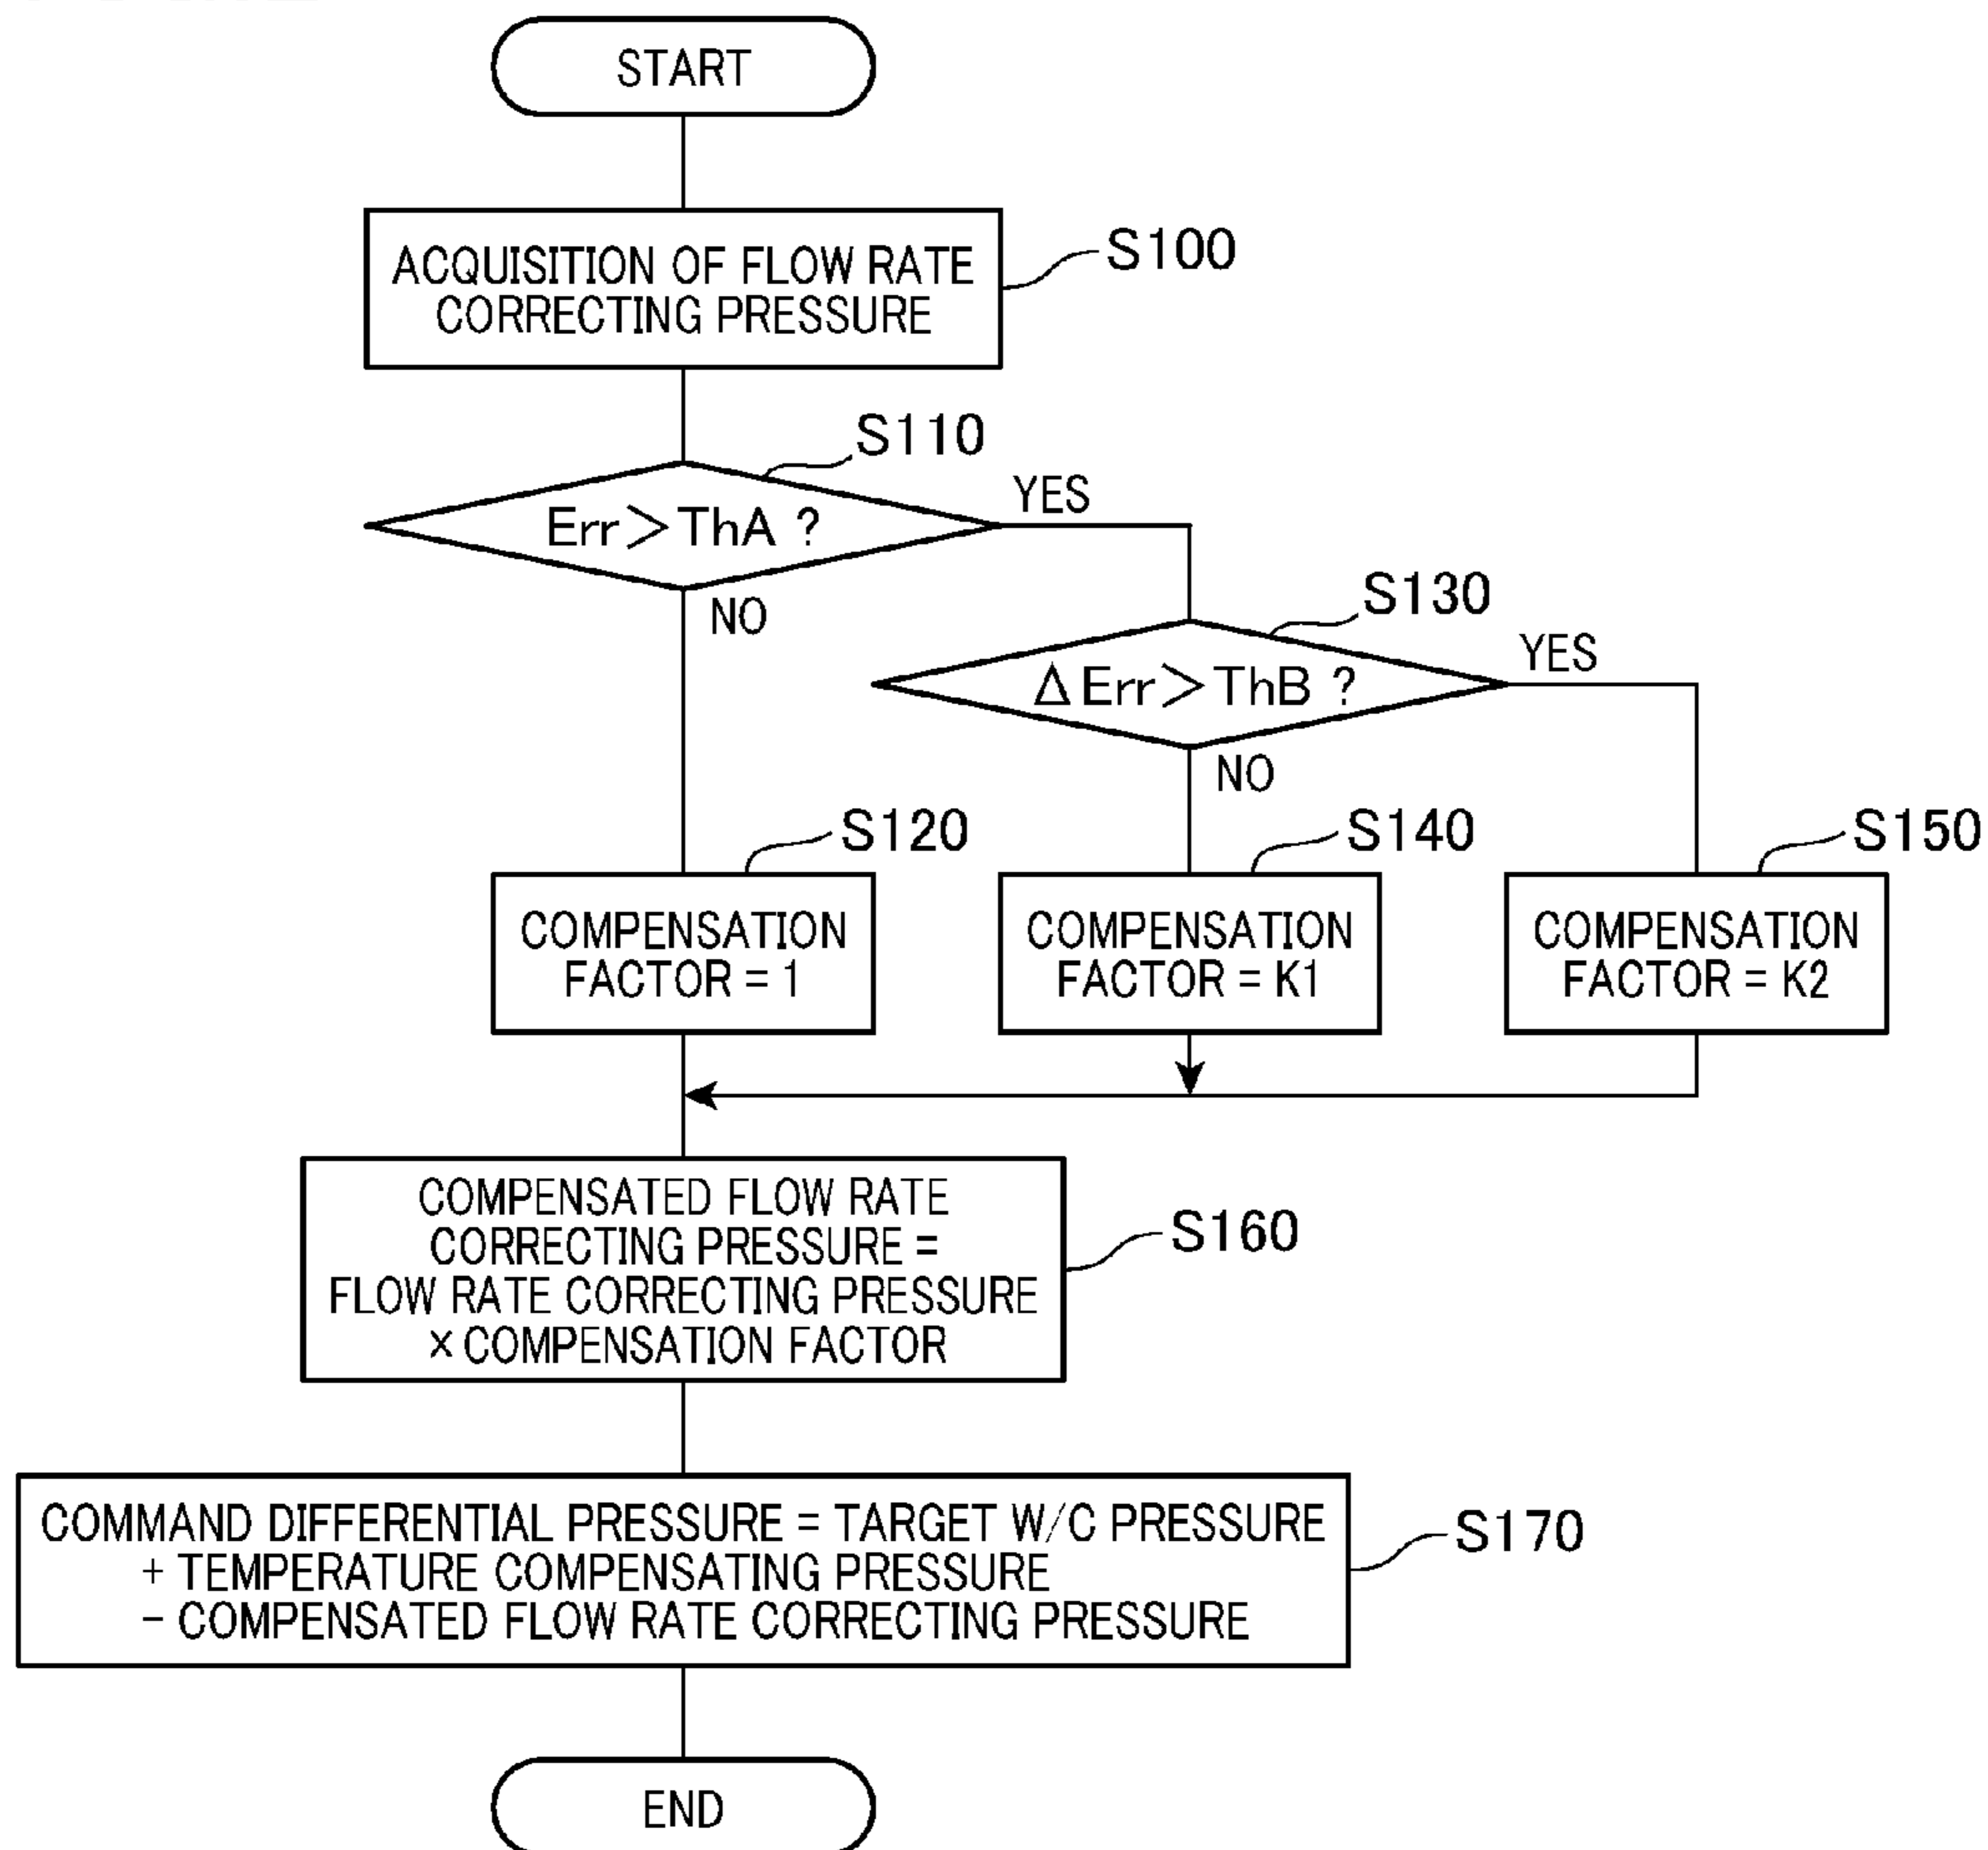 START
ACQUISITION OF FLOW RATE
CORRECTING PRESSURE
S100
S110
Err＞ThA ?
YES
NO
S130
ΔErr＞ThB ?
YES
NO
S120
COMPENSATION
FACTOR = 1
S140
COMPENSATION
FACTOR = K1
S150
COMPENSATION
FACTOR = K2
COMPENSATED FLOW RATE
CORRECTING PRESSURE =
FLOW RATE CORRECTING PRESSURE
× COMPENSATION FACTOR
S160
COMMAND DIFFERENTIAL PRESSURE = TARGET W/C PRESSURE
+ TEMPERATURE COMPENSATING PRESSURE
− COMPENSATED FLOW RATE CORRECTING PRESSURE
S170
END